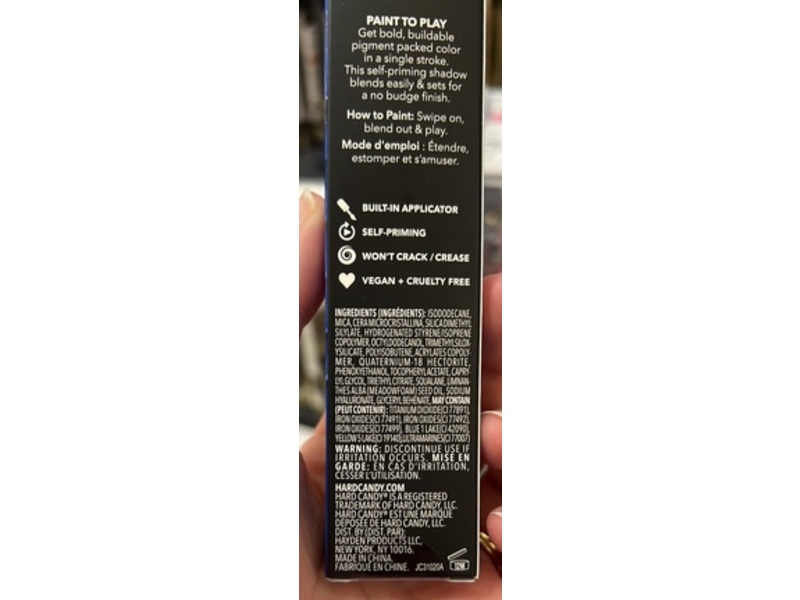 PAINT TO PLAY
Get bold, buildable
pigment packed color
in a single stroke.
This self-priming shadow
blends easily & sets for
a no budge finish.
How to Paint: Swipe on,
blend out & play.
Mode d'emploi : Étendre,
estomper et s'amuser.
BUILT-IN APPLICATOR
SELF-PRIMING
WON'T CRACK / CREASE
VEGAN + CRUELTY FREE
INGREDIENTS (INGRÉDIENTS): ISODODECANE,
MICA, CERA MICROCRISTALLINA, SILICA DIMETHYL
SILYLATE, HYDROGENATED STYRENE/ISOPRENE
COPOLYMER, OCTYLDODECANOL, TRIMETHYLSILOX-
YSILICATE, POLYISOBUTENE, ACRYLATES COPOLY-
MER, QUATERNIUM-18 HECTORITE,
PHENOXYETHANOL, TOCOPHERYL ACETATE, CAPRY-
LYL GLYCOL, TRIETHYL CITRATE, SQUALANE, LIMNAN-
THES ALBA (MEADOWFOAM) SEED OIL, SODIUM
HYALURONATE, GLYCERYL BEHENATE, MAY CONTAIN
(PEUT CONTENIR) : TITANIUM DIOXIDE(CI 77891),
IRON OXIDES(CI 77491), IRON OXIDES(CI 77492),
IRON OXIDES(CI 77499), BLUE 1 LAKE(CI 42090),
YELLOW 5 LAKE(CI 19140),ULTRAMARINES(CI 77007)
WARNING: DISCONTINUE USE IF
IRRITATION OCCURS. MISE EN
GARDE: EN CAS D'IRRITATION,
CESSER L'UTILISATION.
HARDCANDY.COM
HARD CANDY® IS A REGISTERED
TRADEMARK OF HARD CANDY, LLC.
HARD CANDY® EST UNE MARQUE
DÉPOSÉE DE HARD CANDY, LLC.
DIST. BY (DIST. PAR):
HAYDEN PRODUCTS LLC,
NEW YORK, NY 10016.
MADE IN CHINA.
FABRIQUÉ EN CHINE. JC31020A 12M